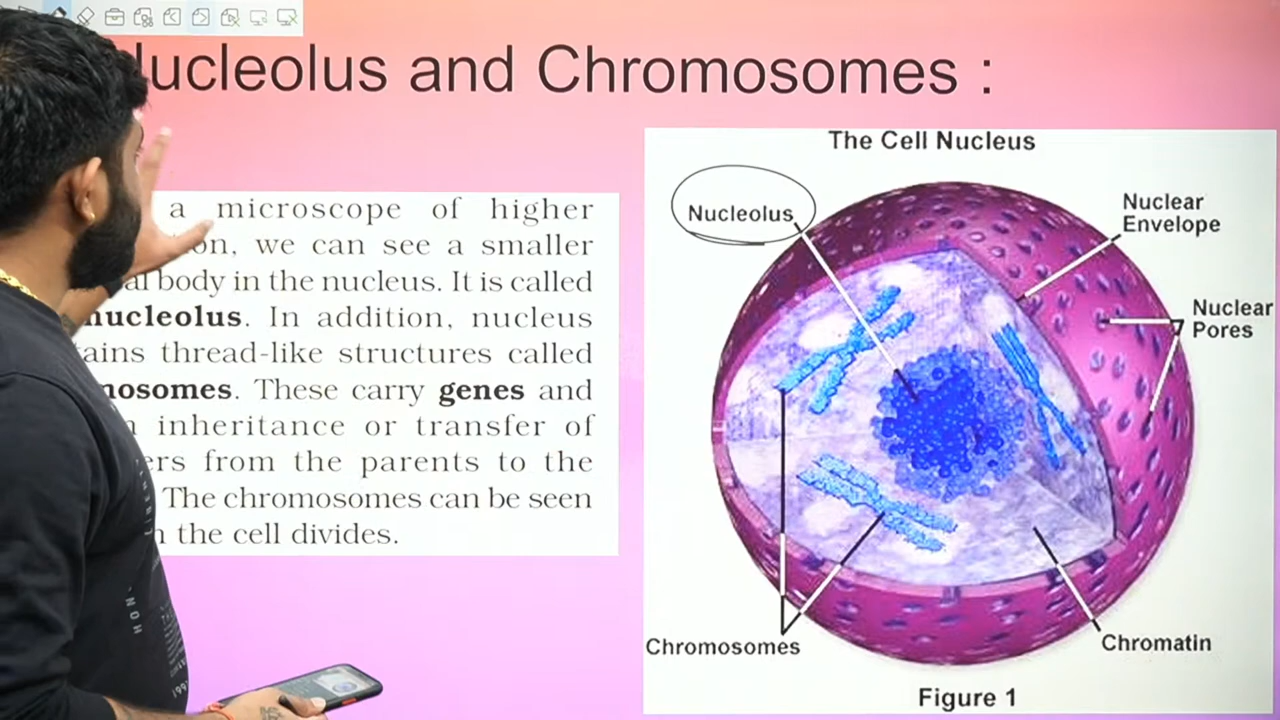 ucleolus and Chromosomes :
a microscope of higher
on, we can see a smaller
al body in the nucleus. It is called
nucleolus. In addition, nucleus
ains thread-like structures called
mosomes. These carry genes and
inheritance or transfer of
ers from the parents to the
The chromosomes can be seen
the cell divides.
The Cell Nucleus
Nucleolus
Nuclear
Envelope
Nuclear
Pores
Chromosomes
Chromatin
Figure 1